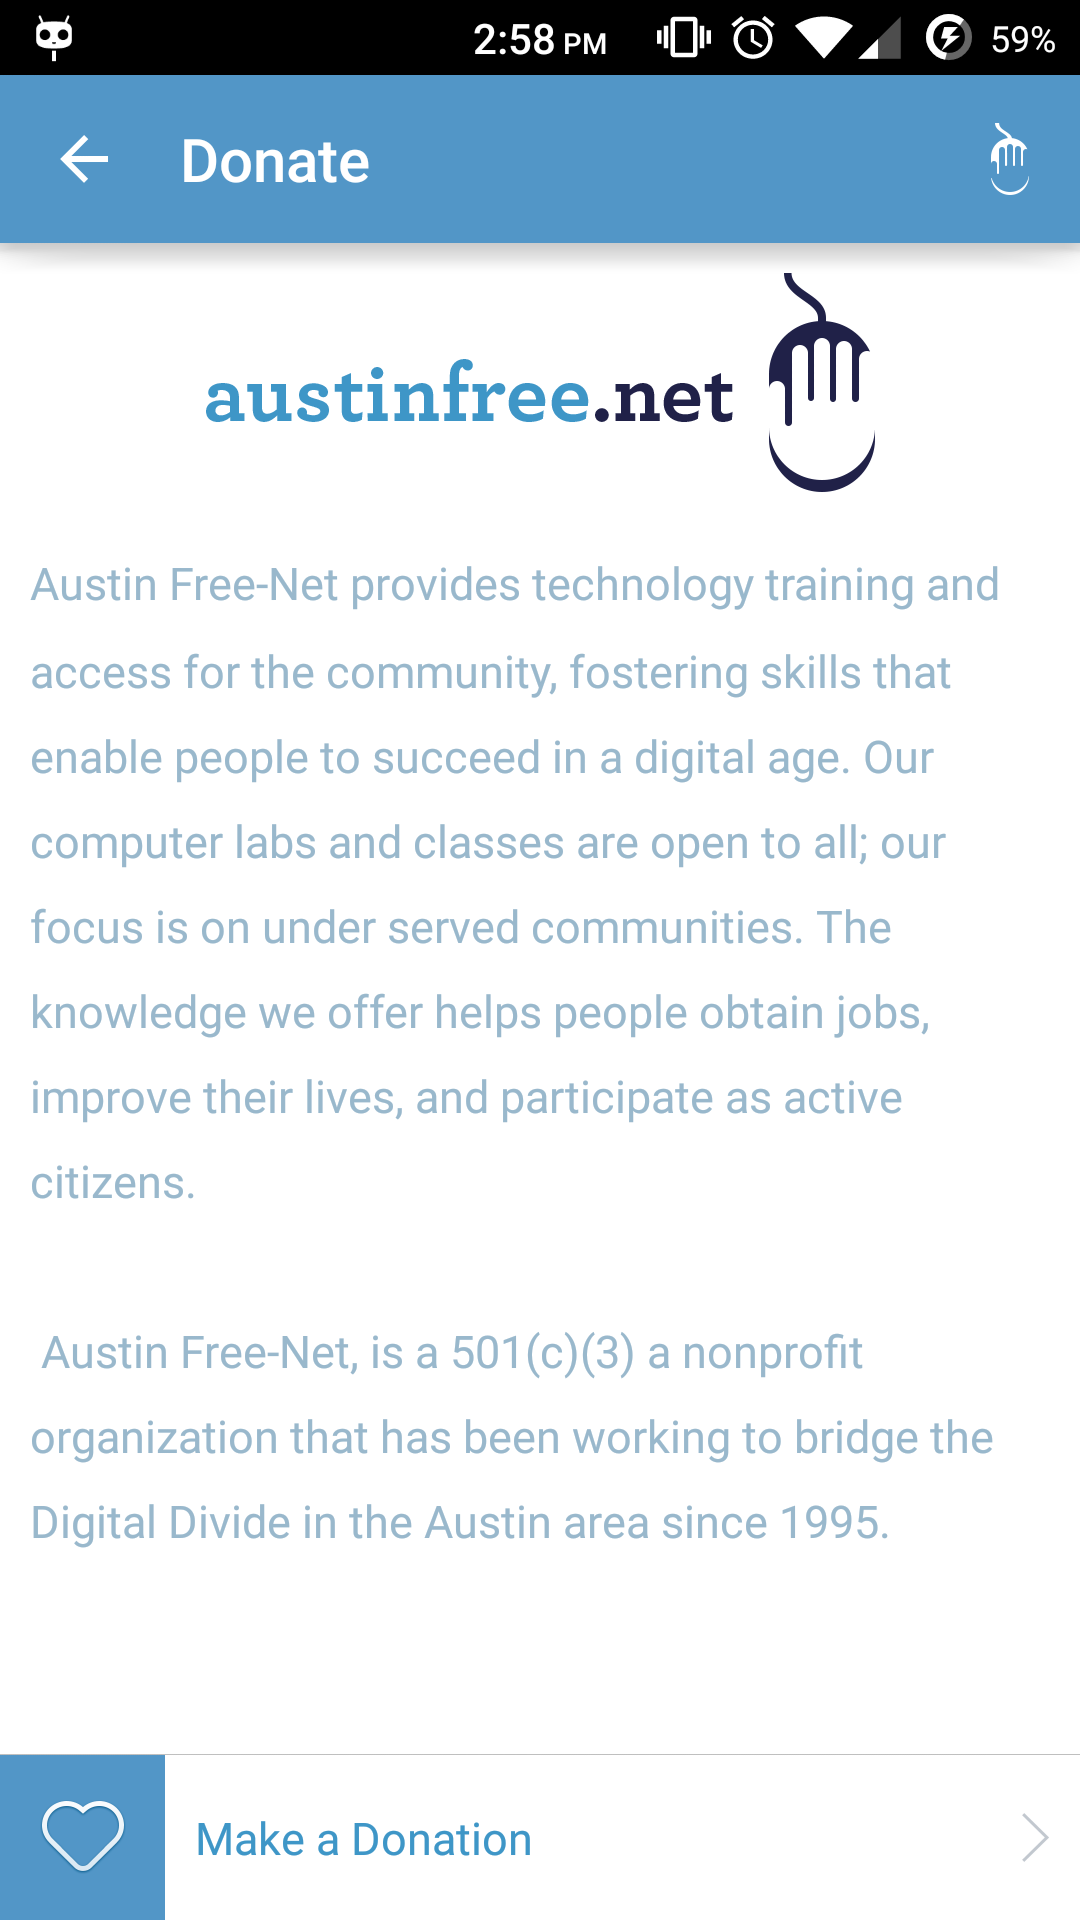 2:58 PM
59%
Donate
austinfree.net
Austin Free-Net provides technology training and
access for the community, fostering skills that
enable people to succeed in a digital age. Our
computer labs and classes are open to all; our
focus is on under served communities. The
knowledge we offer helps people obtain jobs,
improve their lives, and participate as active
citizens.
Austin Free-Net, is a 501(c)(3) a nonprofit
organization that has been working to bridge the
Digital Divide in the Austin area since 1995.
Make a Donation